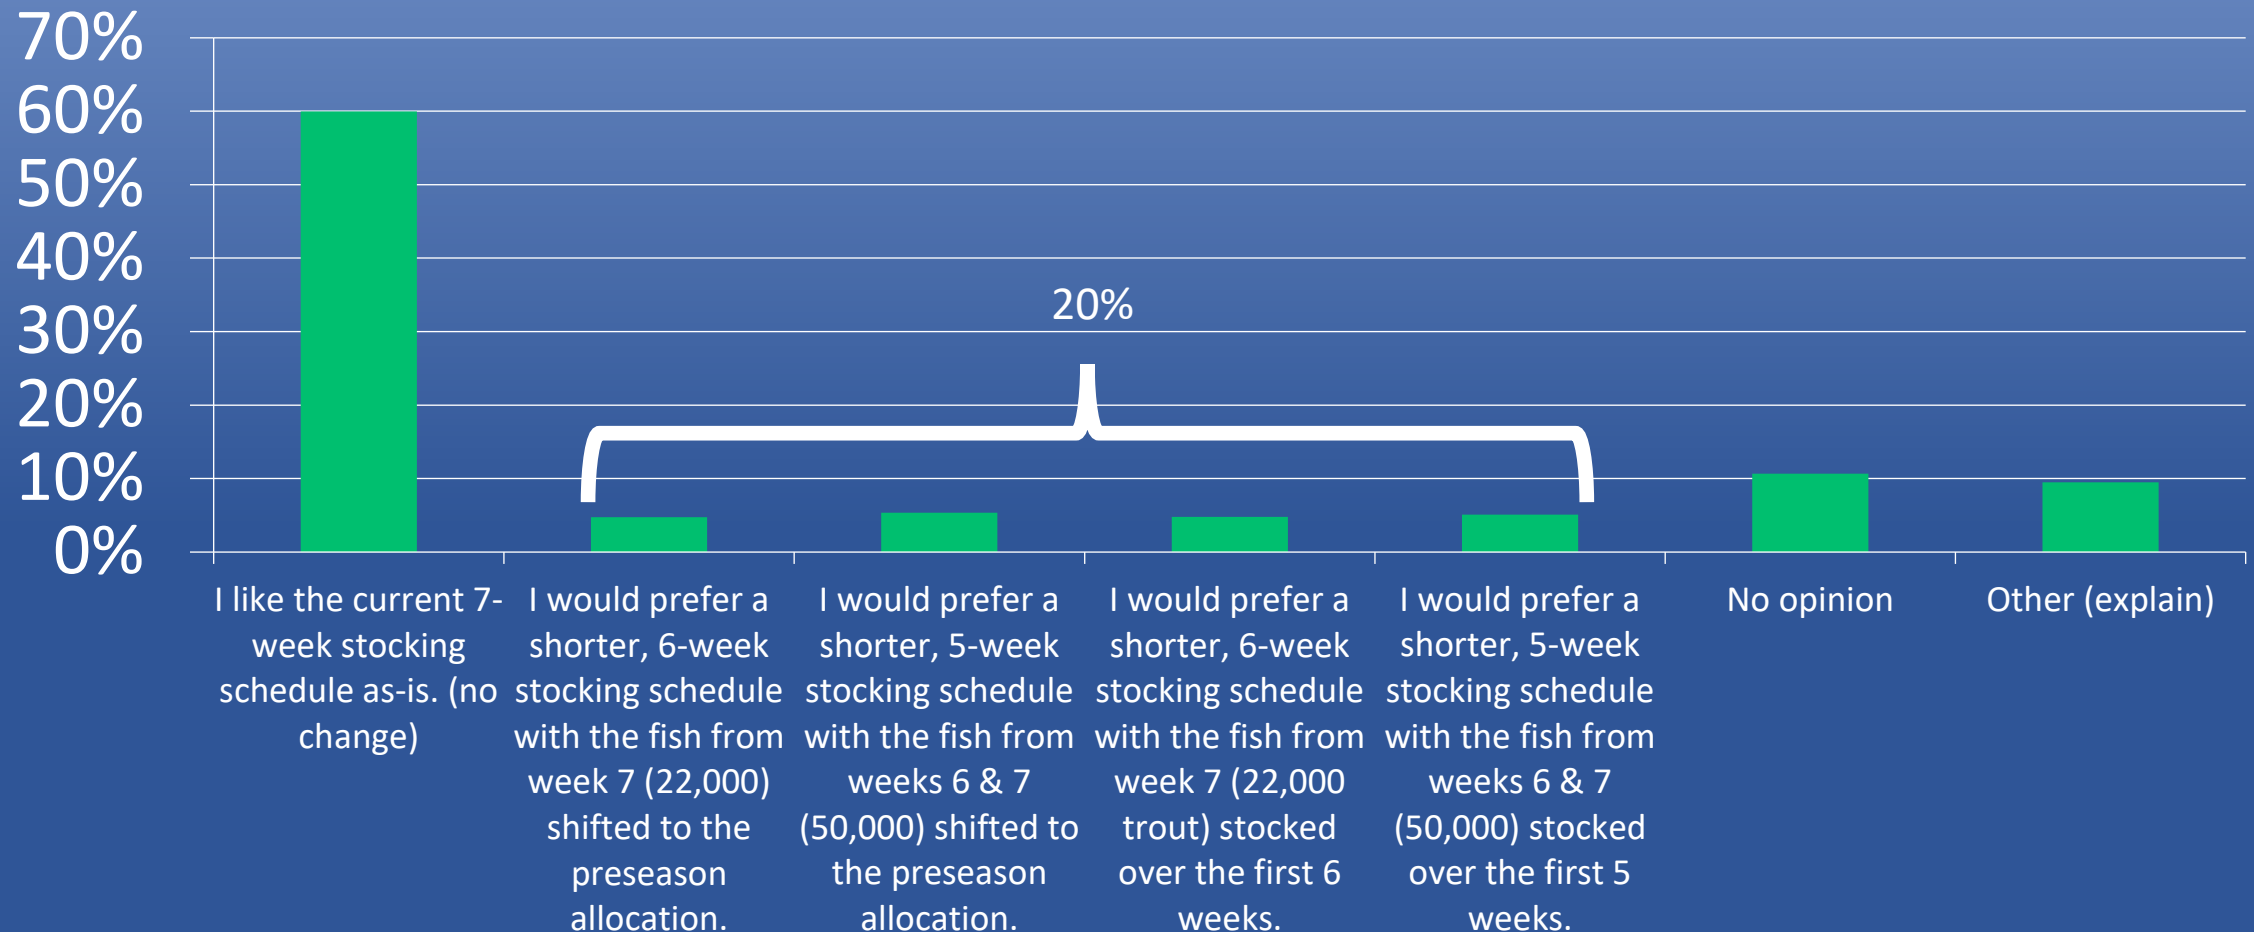 70%
60%
50%
40%
30%
20%
10%
0%
20%
I like the current 7-
week stocking
schedule as-is. (no
change)
I would prefer a
shorter, 6-week
stocking schedule
with the fish from
week 7 (22,000)
shifted to the
preseason
allocation.
I would prefer a
shorter, 5-week
stocking schedule
with the fish from
weeks 6 & 7
(50,000) shifted to
the preseason
allocation.
I would prefer a
shorter, 6-week
stocking schedule
with the fish from
week 7 (22,000
trout) stocked
over the first 6
weeks.
I would prefer a
shorter, 5-week
stocking schedule
with the fish from
weeks 6 & 7
(50,000) stocked
over the first 5
weeks.
No opinion
Other (explain)